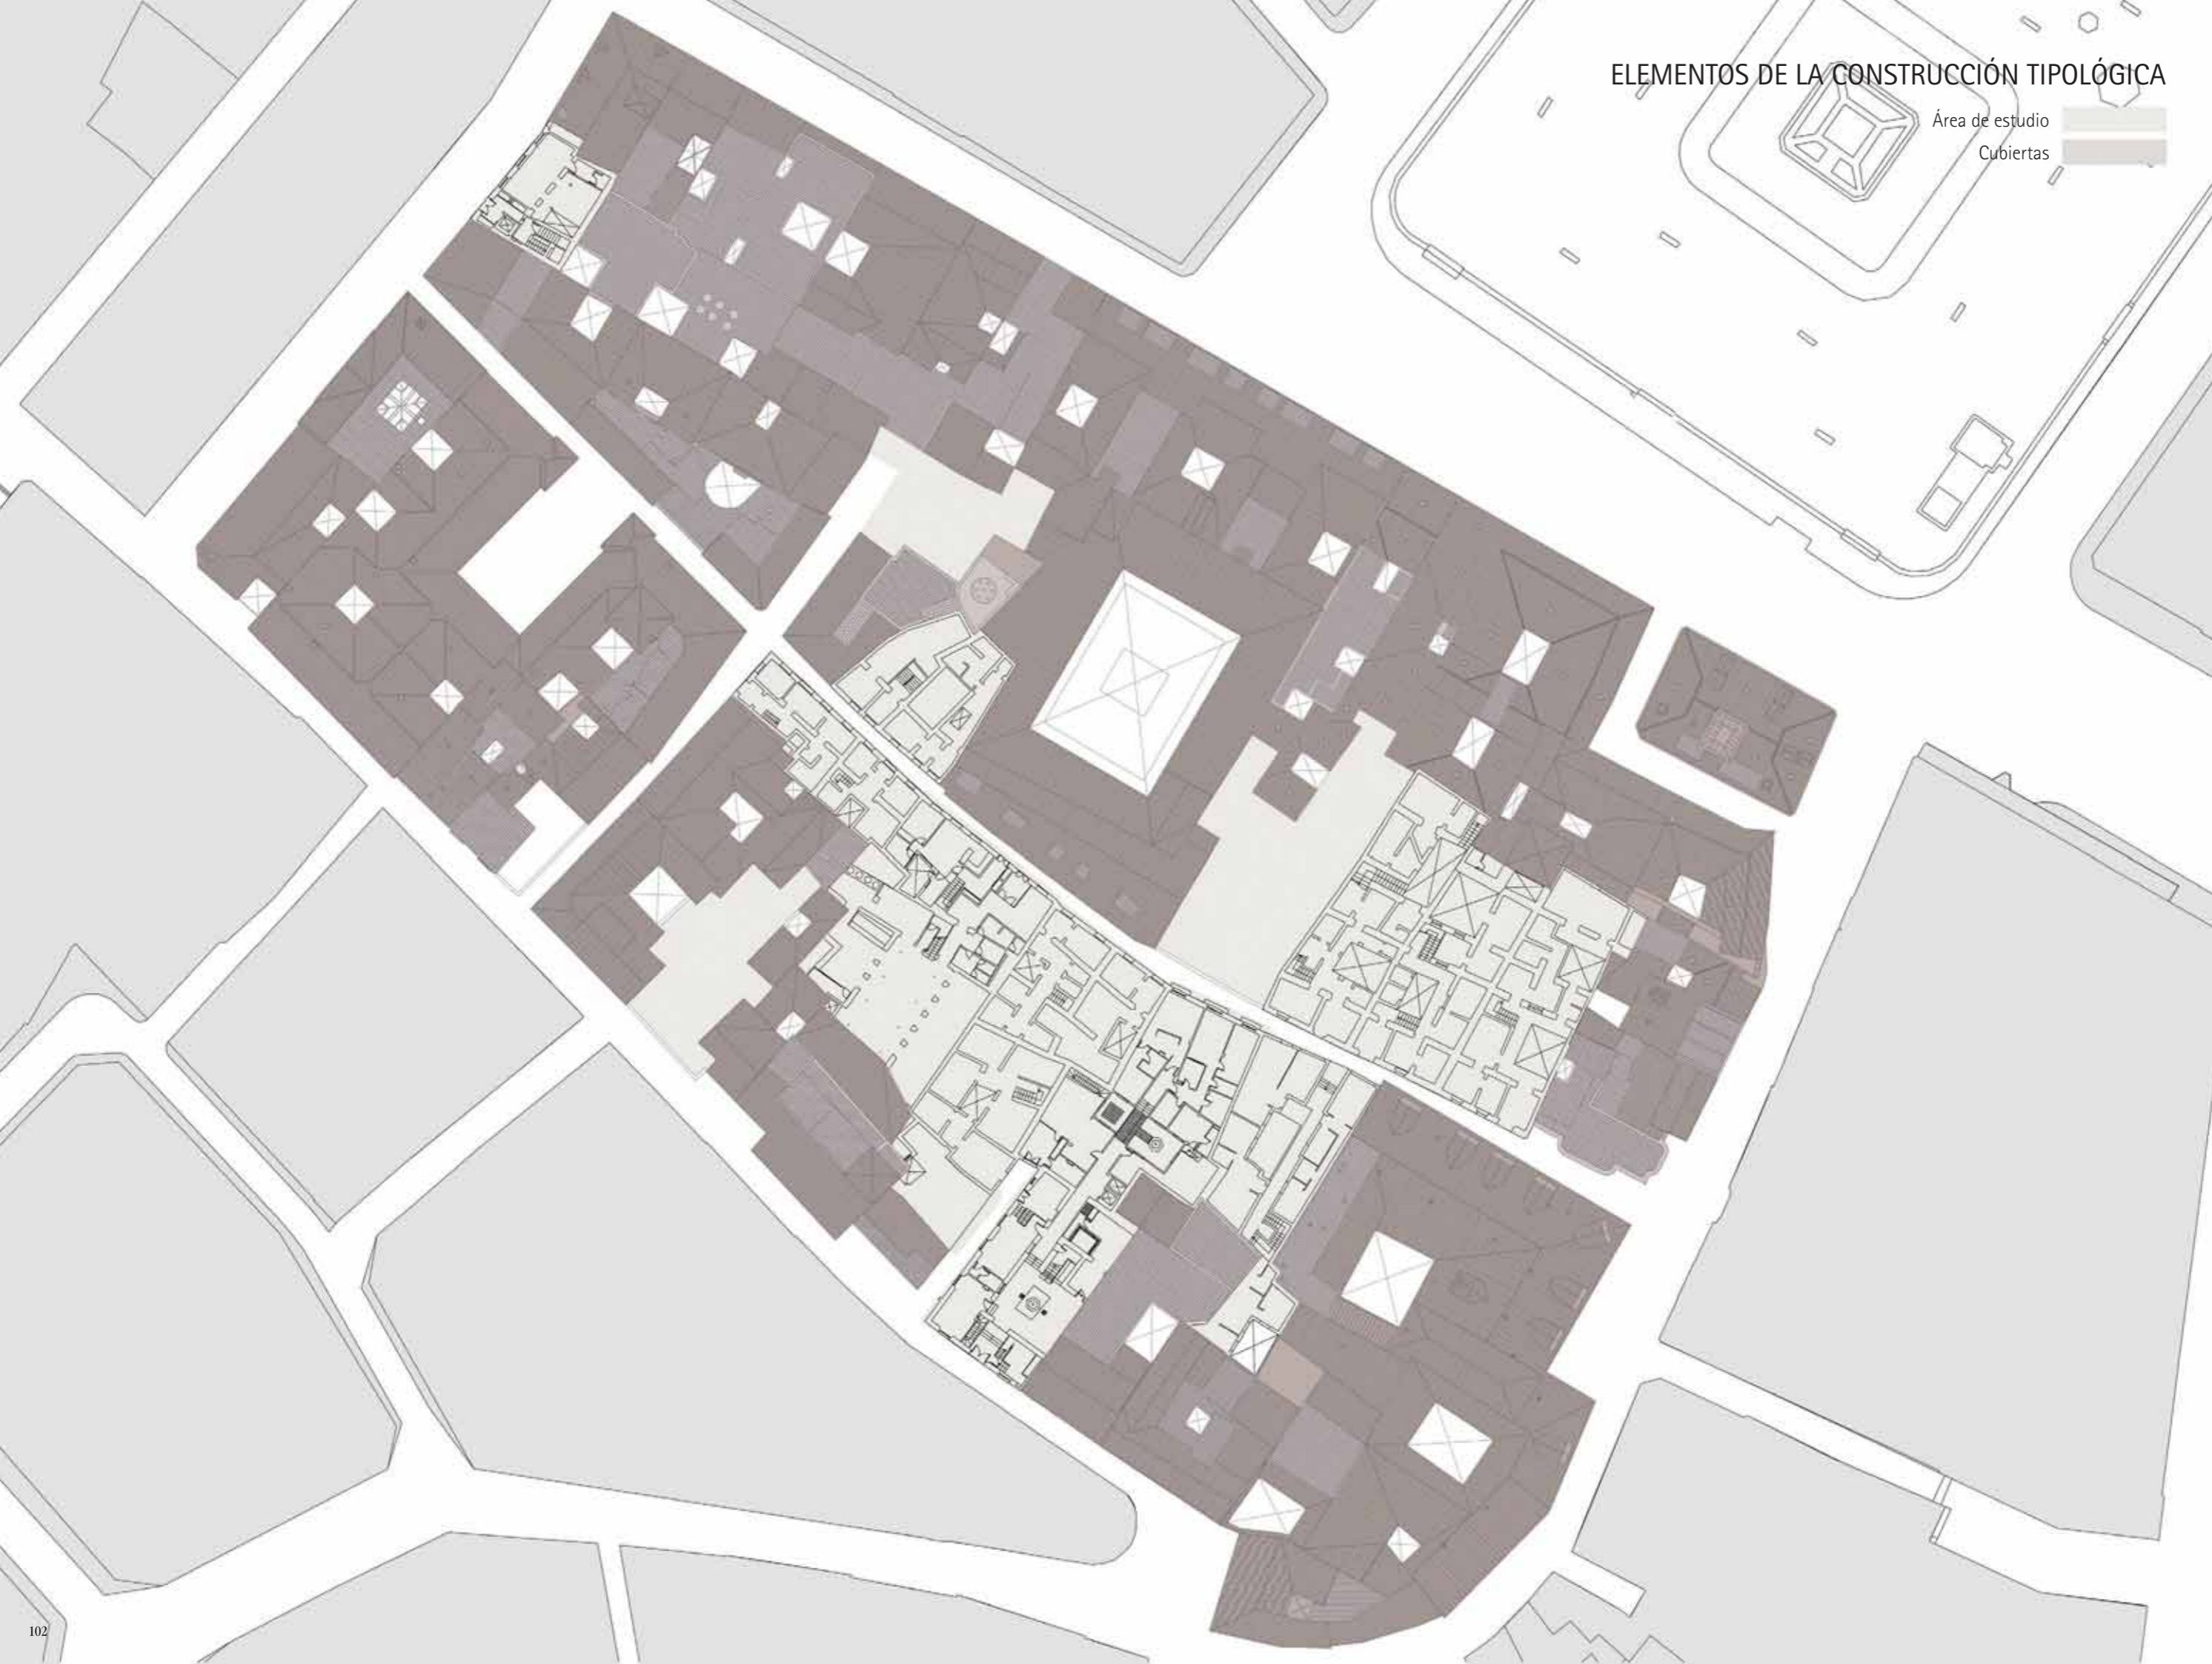 ELEMENTOS DE LA CONSTRUCCIÓN TIPOLÓGICA
Área de estudio
Cubiertas
102